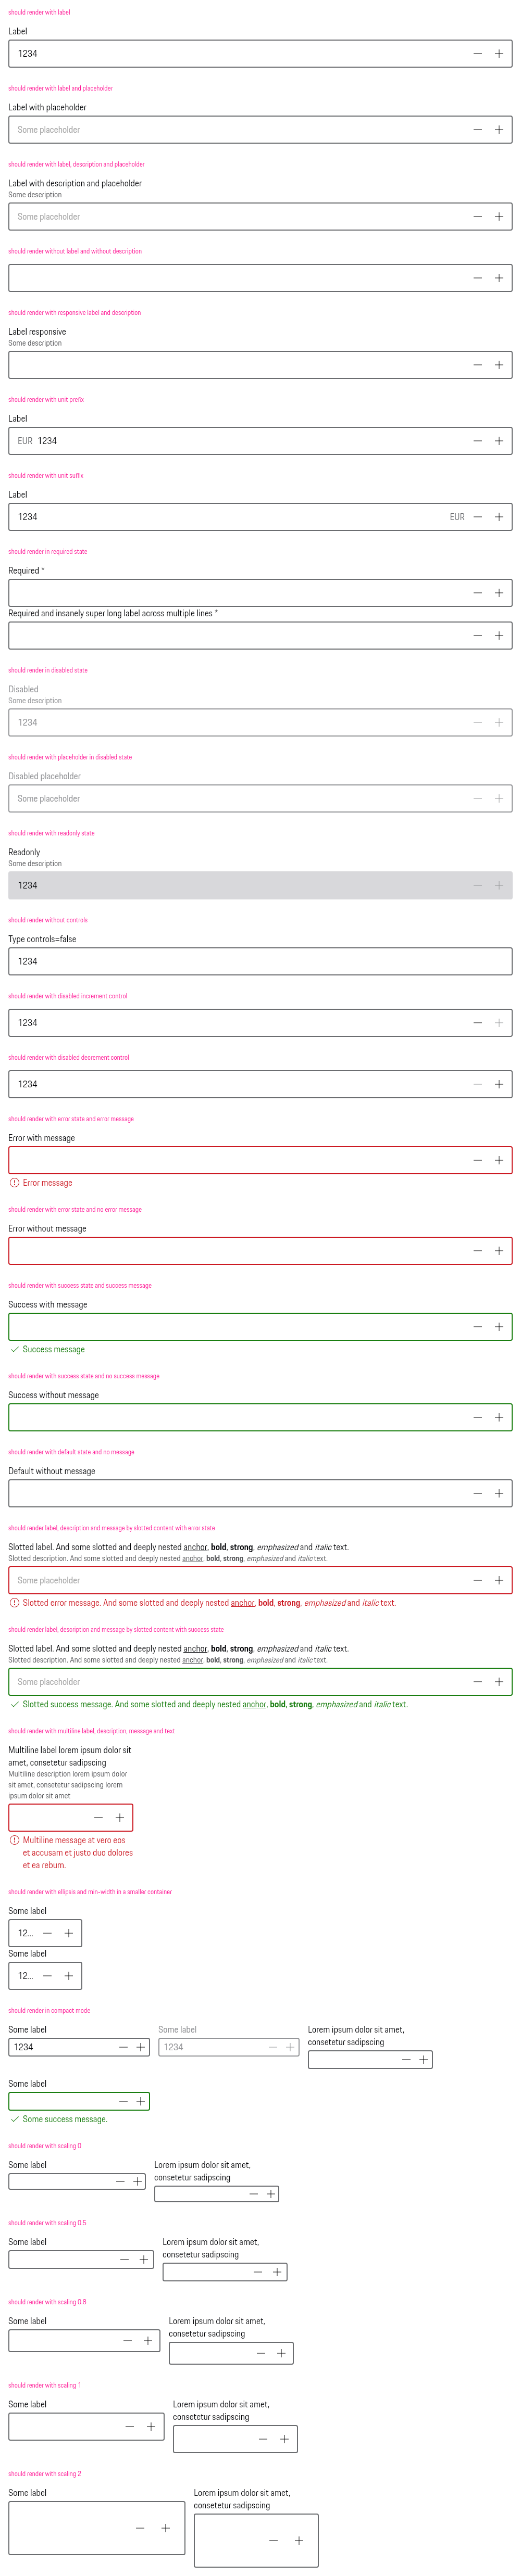 should render with label
Label
1234
should render with label and placeholder
Label with placeholder
Some placeholder
should render with label, description and placeholder
Label with description and placeholder
Some description
Some placeholder
should render without label and without description
should render with responsive label and description
Label responsive
Some description
should render with unit prefix
Label
EUR 1234
should render with unit suffix
Label
1234 EUR
should render in required state
Required *
Required and insanely super long label across multiple lines *
should render in disabled state
Disabled
Some description
1234
should render with placeholder in disabled state
Disabled placeholder
Some placeholder
should render with readonly state
Readonly
Some description
1234
should render without controls
Type controls=false
1234
should render with disabled increment control
1234
should render with disabled decrement control
1234
should render with error state and error message
Error with message
Error message
should render with error state and no error message
Error without message
should render with success state and success message
Success with message
Success message
should render with success state and no success message
Success without message
should render with default state and no message
Default without message
should render label, description and message by slotted content with error state
Slotted label. And some slotted and deeply nested anchor, bold, strong, emphasized and italic text.
Slotted description. And some slotted and deeply nested anchor, bold, strong, emphasized and italic text.
Some placeholder
Slotted error message. And some slotted and deeply nested anchor, bold, strong, emphasized and italic text.
should render label, description and message by slotted content with success state
Slotted label. And some slotted and deeply nested anchor, bold, strong, emphasized and italic text.
Slotted description. And some slotted and deeply nested anchor, bold, strong, emphasized and italic text.
Some placeholder
Slotted success message. And some slotted and deeply nested anchor, bold, strong, emphasized and italic text.
should render with multiline label, description, message and text
Multiline label lorem ipsum dolor sit
amet, consetetur sadipscing
Multiline description lorem ipsum dolor
sit amet, consetetur sadipscing lorem
ipsum dolor sit amet
Multiline message at vero eos
et accusam et justo duo dolores
et ea rebum.
should render with ellipsis and min-width in a smaller container
Some label
12...
Some label
12...
should render in compact mode
Some label
1234
Some label
1234
Lorem ipsum dolor sit amet,
consetetur sadipscing
Some label
Some success message.
should render with scaling 0
Some label
Lorem ipsum dolor sit amet,
consetetur sadipscing
should render with scaling 0.5
Some label
Lorem ipsum dolor sit amet,
consetetur sadipscing
should render with scaling 0.8
Some label
Lorem ipsum dolor sit amet,
consetetur sadipscing
should render with scaling 1
Some label
Lorem ipsum dolor sit amet,
consetetur sadipscing
should render with scaling 2
Some label
Lorem ipsum dolor sit amet,
consetetur sadipscing